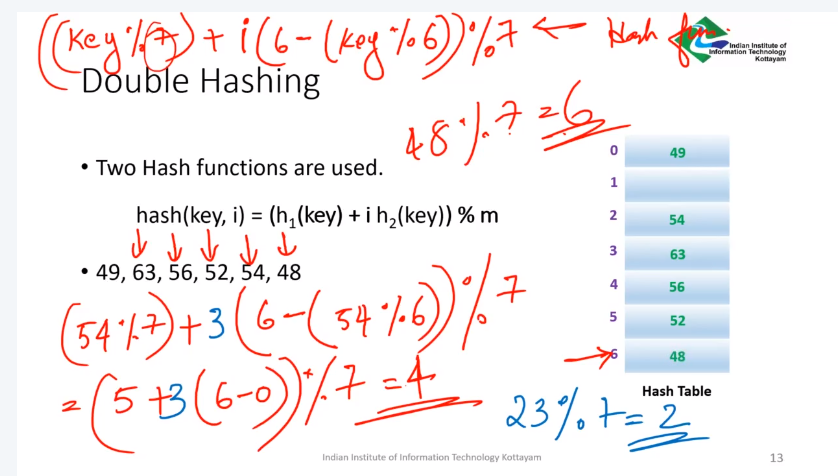 ((Key % 7) + i(6 - (Key % 6)) % 7 ← Hash fun.
Indian Institute of
Information Technology
Kottayam
Double Hashing
48 % 7 = 6
• Two Hash functions are used.
hash(key, i) = (h₁(key) + i h₂(key)) % m
• 49, 63, 56, 52, 54, 48
(54 % 7) + 3 (6 - (54 % 6)) % 7
= (5 + 3 (6-0)) % 7 = 4
0 49
1
2 54
3 63
4 56
5 52
6 48
Hash Table
23 % 7 = 2
Indian Institute of Information Technology Kottayam
13